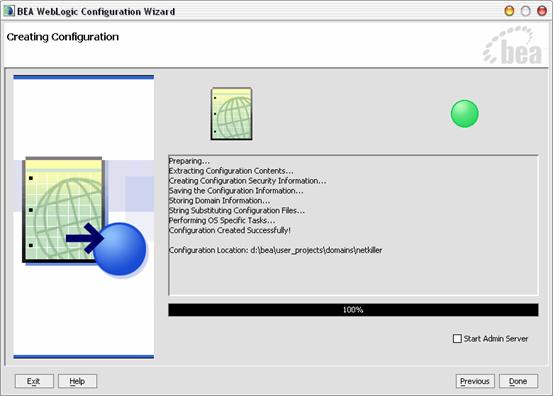 BEA WebLogic Configuration Wizard
Creating Configuration
bea
Preparing...
Extracting Configuration Contents...
Creating Configuration Security Information...
Saving the Configuration Information...
Storing Domain Information...
String Substituting Configuration Files...
Performing OS Specific Tasks...
Configuration Created Successfully!
Configuration Location: d:\bea\user_projects\domains\netkiller
100%
Start Admin Server
Exit Help Previous Done